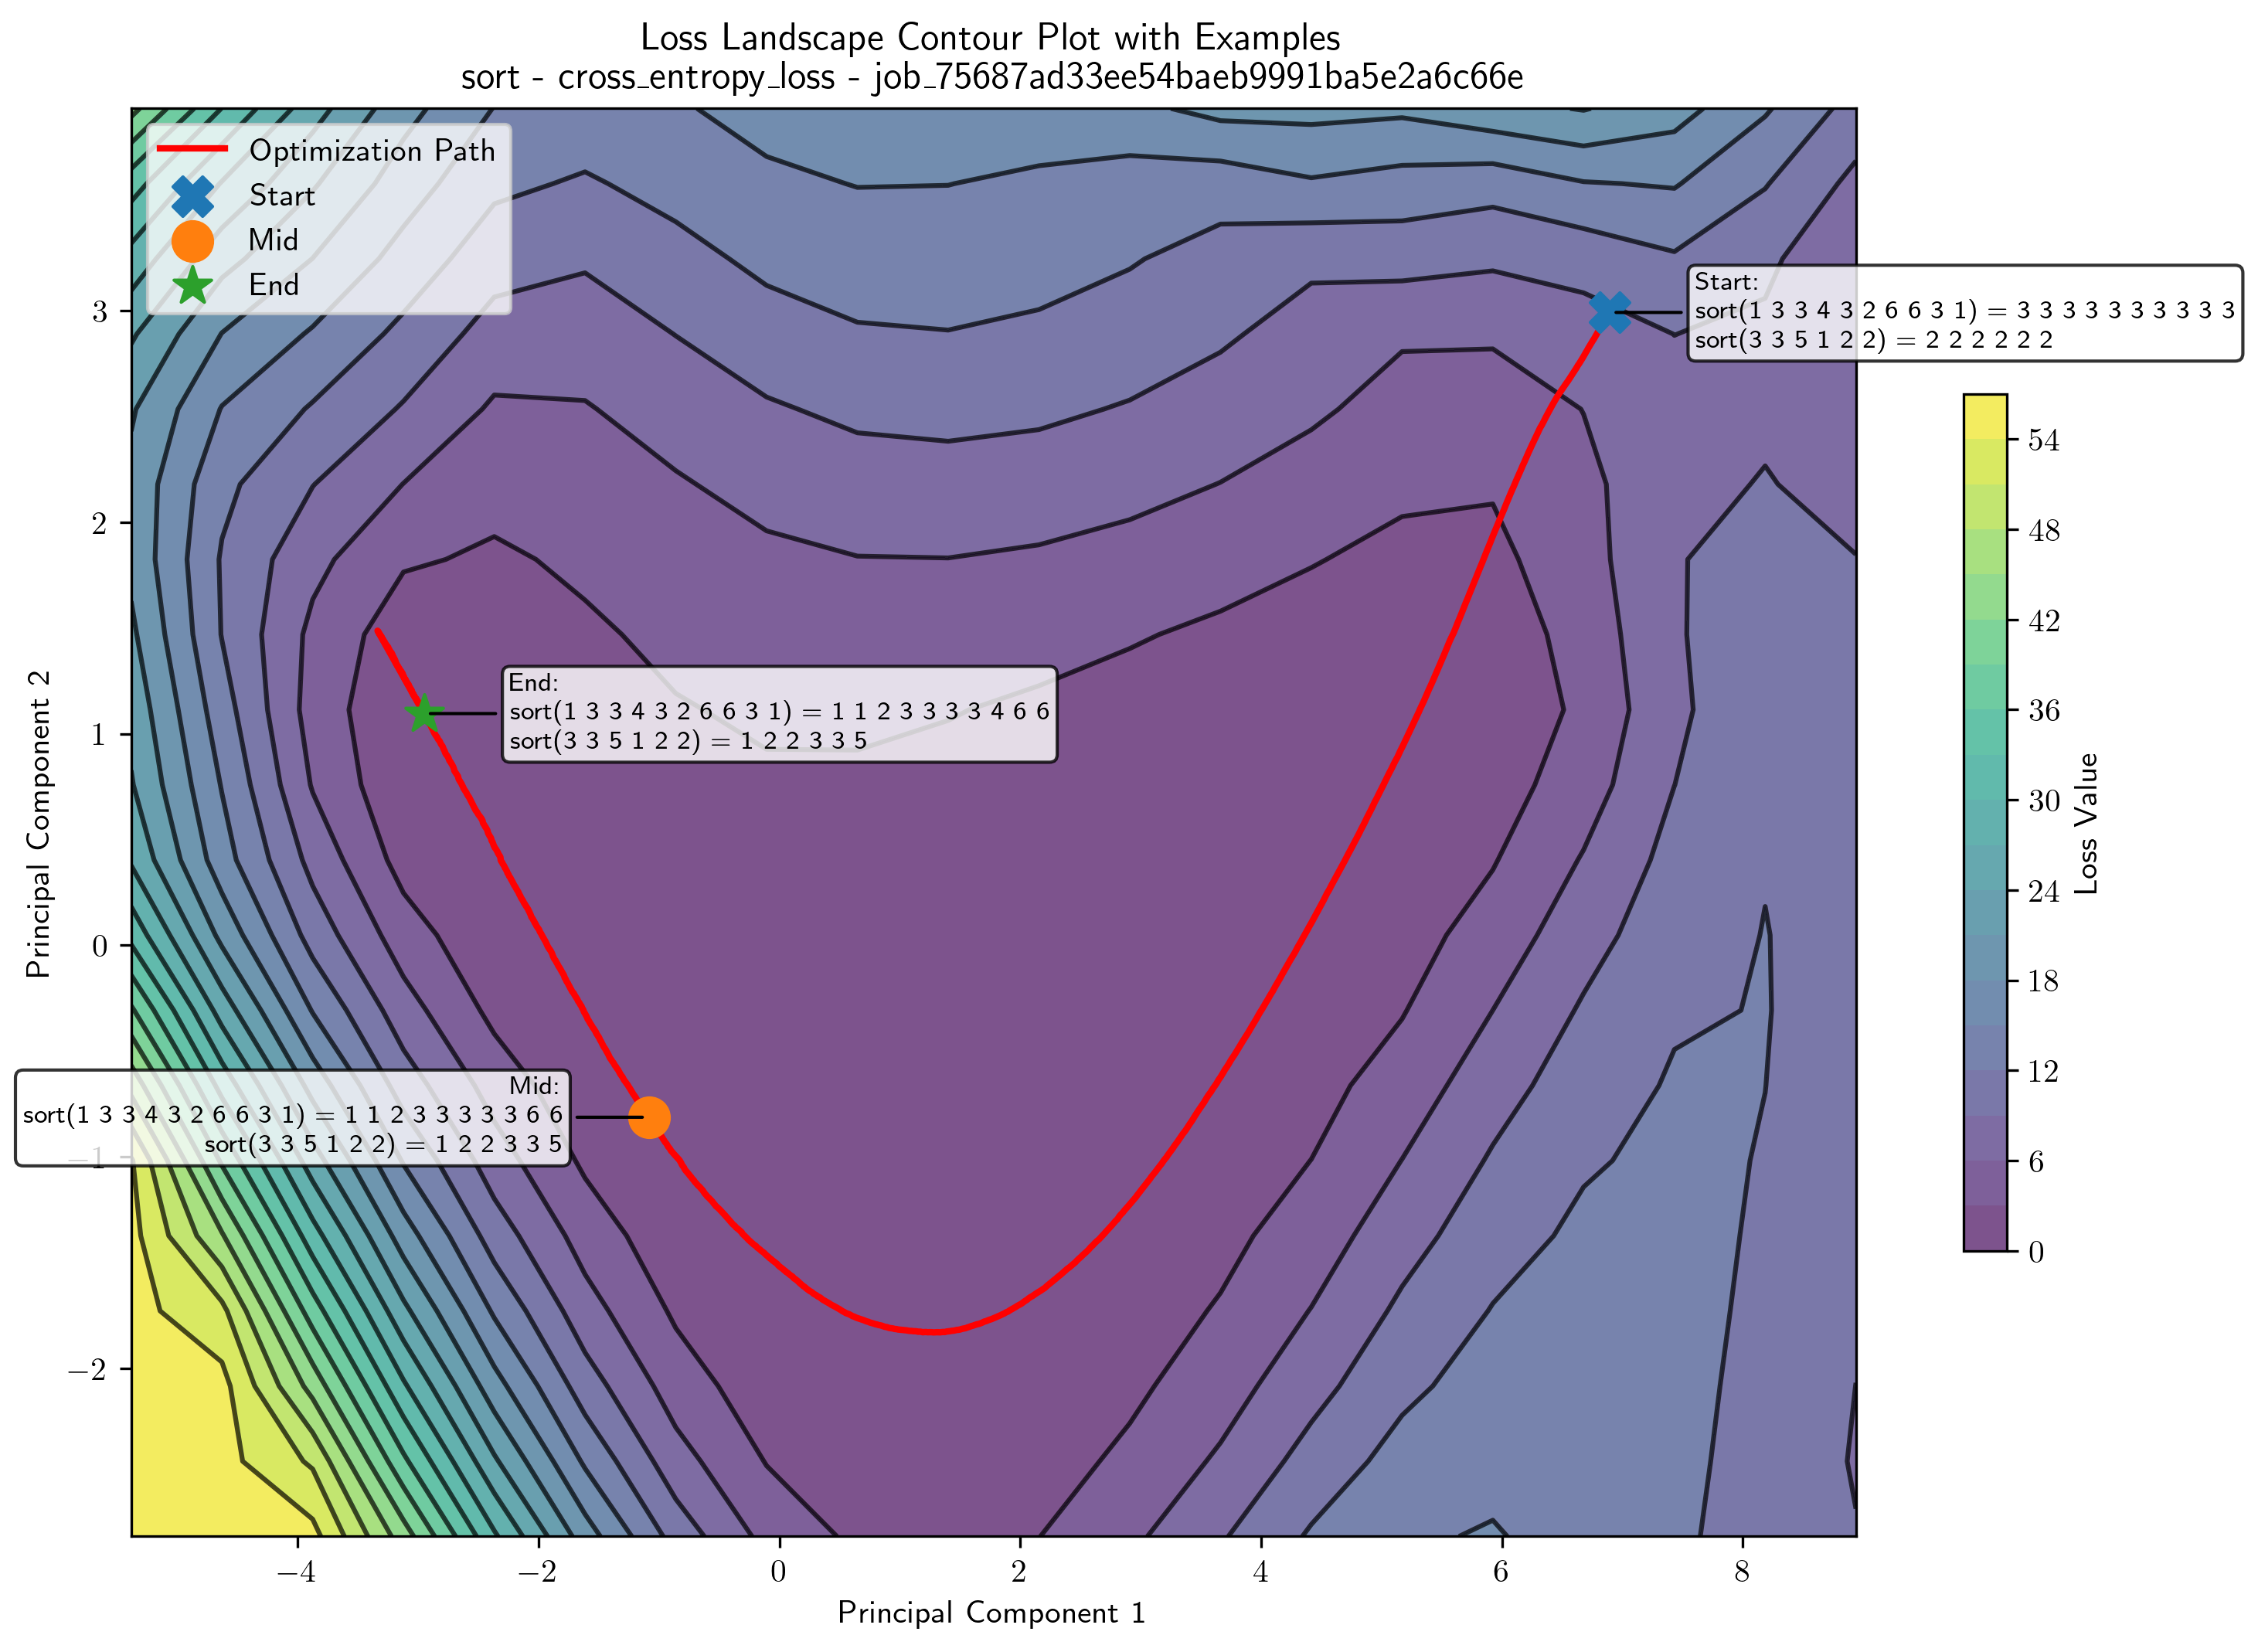 Loss Landscape Contour Plot with Examples
sort - cross_entropy_loss - job_75687ad33ee54baeb9991ba5e2a6c66e
Optimization Path
Start
Mid
End
Start:
sort(1 3 3 4 3 2 6 6 3 1) = 3 3 3 3 3 3 3 3 3 3
sort(3 3 5 1 2 2) = 2 2 2 2 2 2
End:
sort(1 3 3 4 3 2 6 6 3 1) = 1 1 2 3 3 3 3 4 6 6
sort(3 3 5 1 2 2) = 1 2 2 3 3 5
Mid:
sort(1 3 3 4 3 2 6 6 3 1) = 1 1 2 3 3 3 3 3 6 6
sort(3 3 5 1 2 2) = 1 2 2 3 3 5
3
2
1
0
−1
−2
Principal Component 2
−4
−2
0
2
4
6
8
Principal Component 1
54
48
42
36
30
24
18
12
6
0
Loss Value